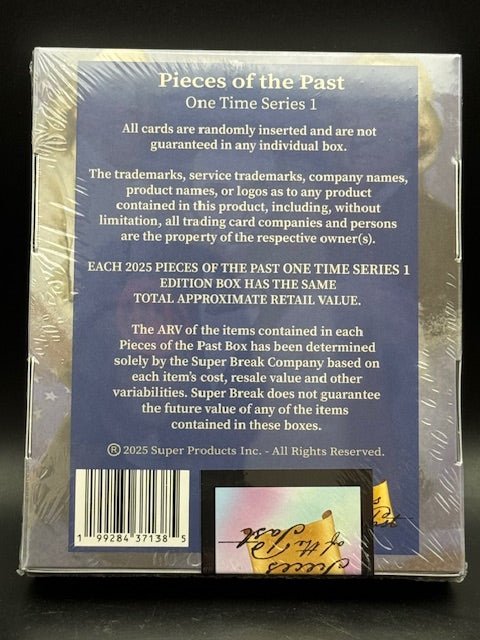 Pieces of the Past
One Time Series 1
All cards are randomly inserted and are not
guaranteed in any individual box.
The trademarks, service trademarks, company names,
product names, or logos as to any product
contained in this product, including, without
limitation, all trading card companies and persons
are the property of the respective owner(s).
EACH 2025 PIECES OF THE PAST ONE TIME SERIES 1
EDITION BOX HAS THE SAME
TOTAL APPROXIMATE RETAIL VALUE.
The ARV of the items contained in each
Pieces of the Past Box has been determined
solely by the Super Break Company based on
each item's cost, resale value and other
variabilities. Super Break does not guarantee
the future value of any of the items
contained in these boxes.
® 2025 Super Products Inc. - All Rights Reserved.
1 99284 37138 5
Pieces
of the
Past